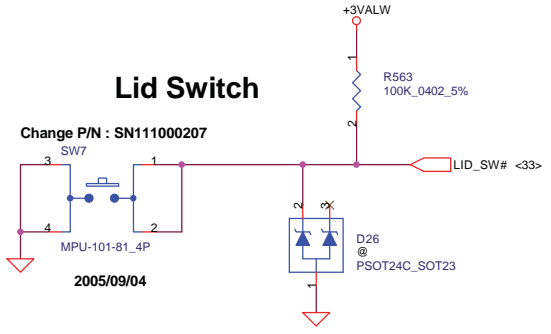 +3VALW
1
R563
100K_0402_5%
2
Lid Switch
Change P/N : SN111000207
SW7
3
1
4
2
MPU-101-81_4P
2005/09/04
LID_SW# <33>
2
3
D26
@
PSOT24C_SOT23
1